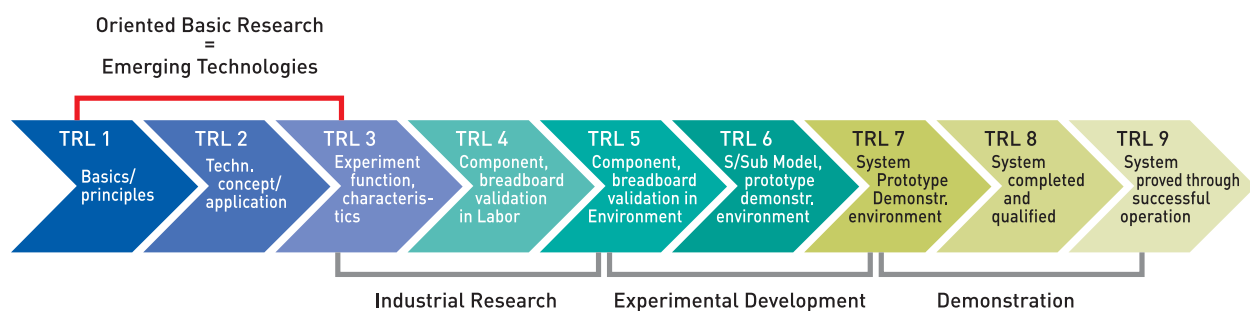 Oriented Basic Research
=
Emerging Technologies
TRL 1
Basics/
principles
TRL 2
Techn.
concept/
application
TRL 3
Experiment
function,
characteris-
tics
TRL 4
Component,
breadboard
validation
in Labor
TRL 5
Component,
breadboard
validation in
Environment
TRL 6
S/Sub Model,
prototype
demonstr.
environment
TRL 7
System
Prototype
Demonstr.
environment
TRL 8
System
completed
and
qualified
TRL 9
System
proved through
successful
operation
Industrial Research
Experimental Development
Demonstration